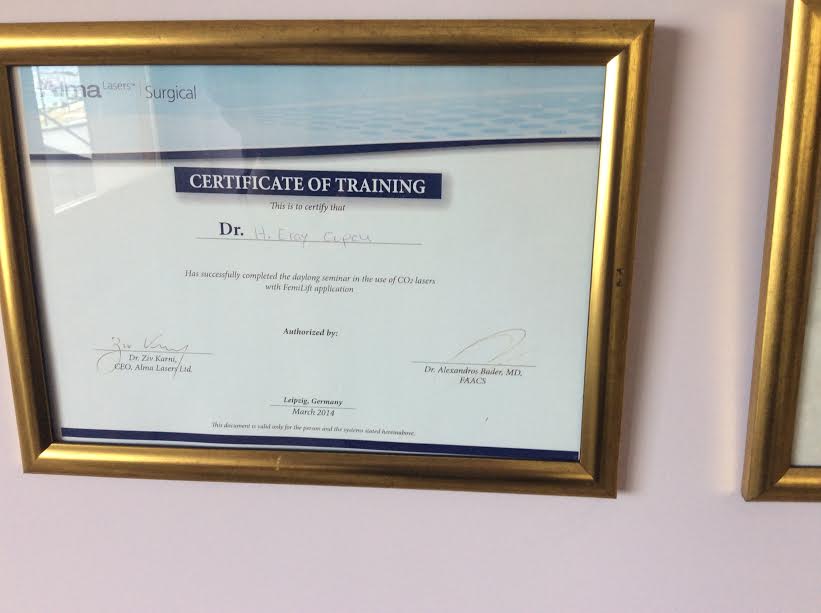 Alma Lasers™ | Surgical
CERTIFICATE OF TRAINING
This is to certify that
Dr. H. Eray
Has successfully completed the daylong seminar in the use of CO₂ lasers
with FemiLift application
Authorized by:
Dr. Ziv Karni,
CEO, Alma Lasers Ltd.
Dr. Alexandros Bader, MD,
FAACS
Leipzig, Germany
March 2014
This document is valid only for the person and the systems stated hereinabove.